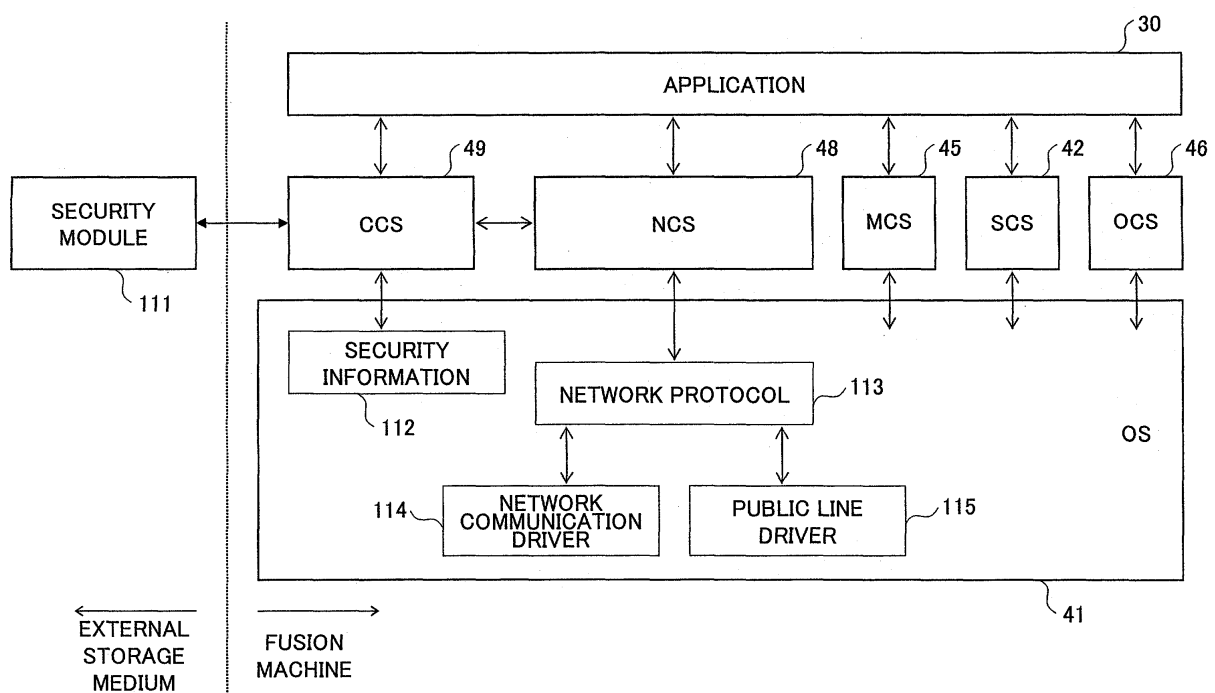 30
APPLICATION
49
48
45
42
46
SECURITY
MODULE
CCS
NCS
MCS
SCS
OCS
111
SECURITY
INFORMATION
112
NETWORK PROTOCOL
113
OS
114
NETWORK
COMMUNICATION
DRIVER
PUBLIC LINE
DRIVER
115
41
EXTERNAL
STORAGE
MEDIUM
FUSION
MACHINE